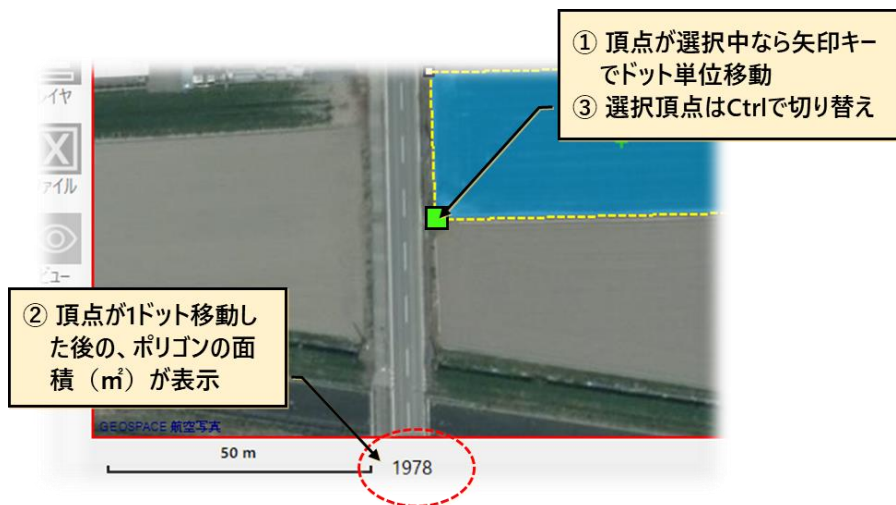 ① 頂点が選択中なら矢印キー
でドット単位移動
③ 選択頂点はCtrlで切り替え
レイヤ
ファイル
ビュー
② 頂点が1ドット移動し
た後の、ポリゴンの面
積（㎡）が表示
GEOSPACE 航空写真
50 m
1978